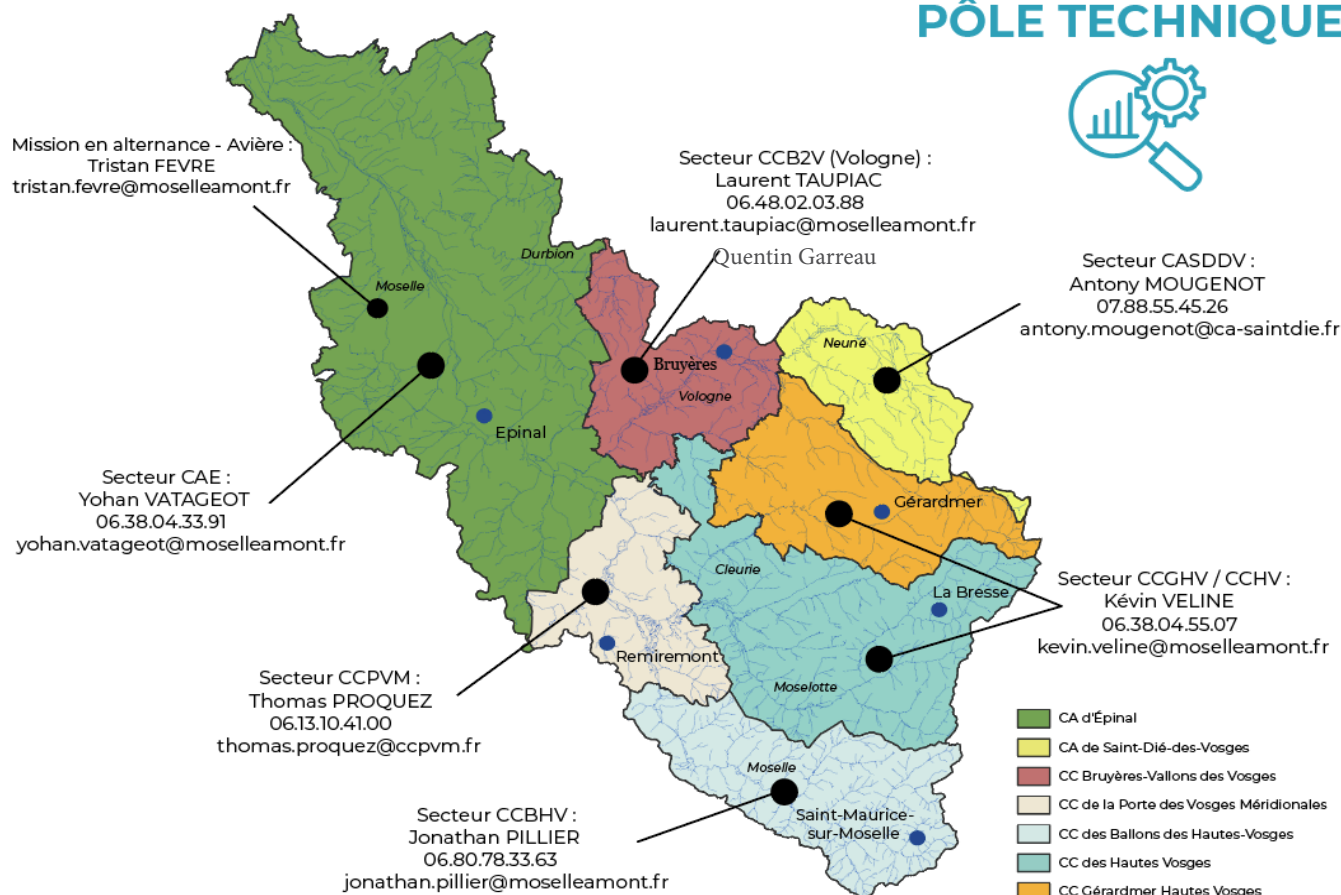 PÔLE TECHNIQUE
Mission en alternance - Avière :
Tristan FEVRE
tristan.fevre@moselleamont.fr
Secteur CCB2V (Vologne) :
Laurent TAUPIAC
06.48.02.03.88
laurent.taupiac@moselleamont.fr
Quentin Garreau
Secteur CASDDV :
Antony MOUGENOT
07.88.55.45.26
antony.mougenot@ca-saintdie.fr
Durbion
Moselle
Neuné
Bruyères
Vologne
Epinal
Secteur CAE :
Yohan VATAGEOT
06.38.04.33.91
yohan.vatageot@moselleamont.fr
Gérardmer
Cleurie
La Bresse
Secteur CCGHV / CCHV :
Kévin VELINE
06.38.04.55.07
kevin.veline@moselleamont.fr
Remiremont
Moselotte
Secteur CCPVM :
Thomas PROQUEZ
06.13.10.41.00
thomas.proquez@ccpvm.fr
Moselle
Saint-Maurice-
sur-Moselle
Secteur CCBHV :
Jonathan PILLIER
06.80.78.33.63
jonathan.pillier@moselleamont.fr
CA d'Épinal
CA de Saint-Dié-des-Vosges
CC Bruyères-Vallons des Vosges
CC de la Porte des Vosges Méridionales
CC des Ballons des Hautes-Vosges
CC des Hautes Vosges
CC Gérardmer Hautes Vosges